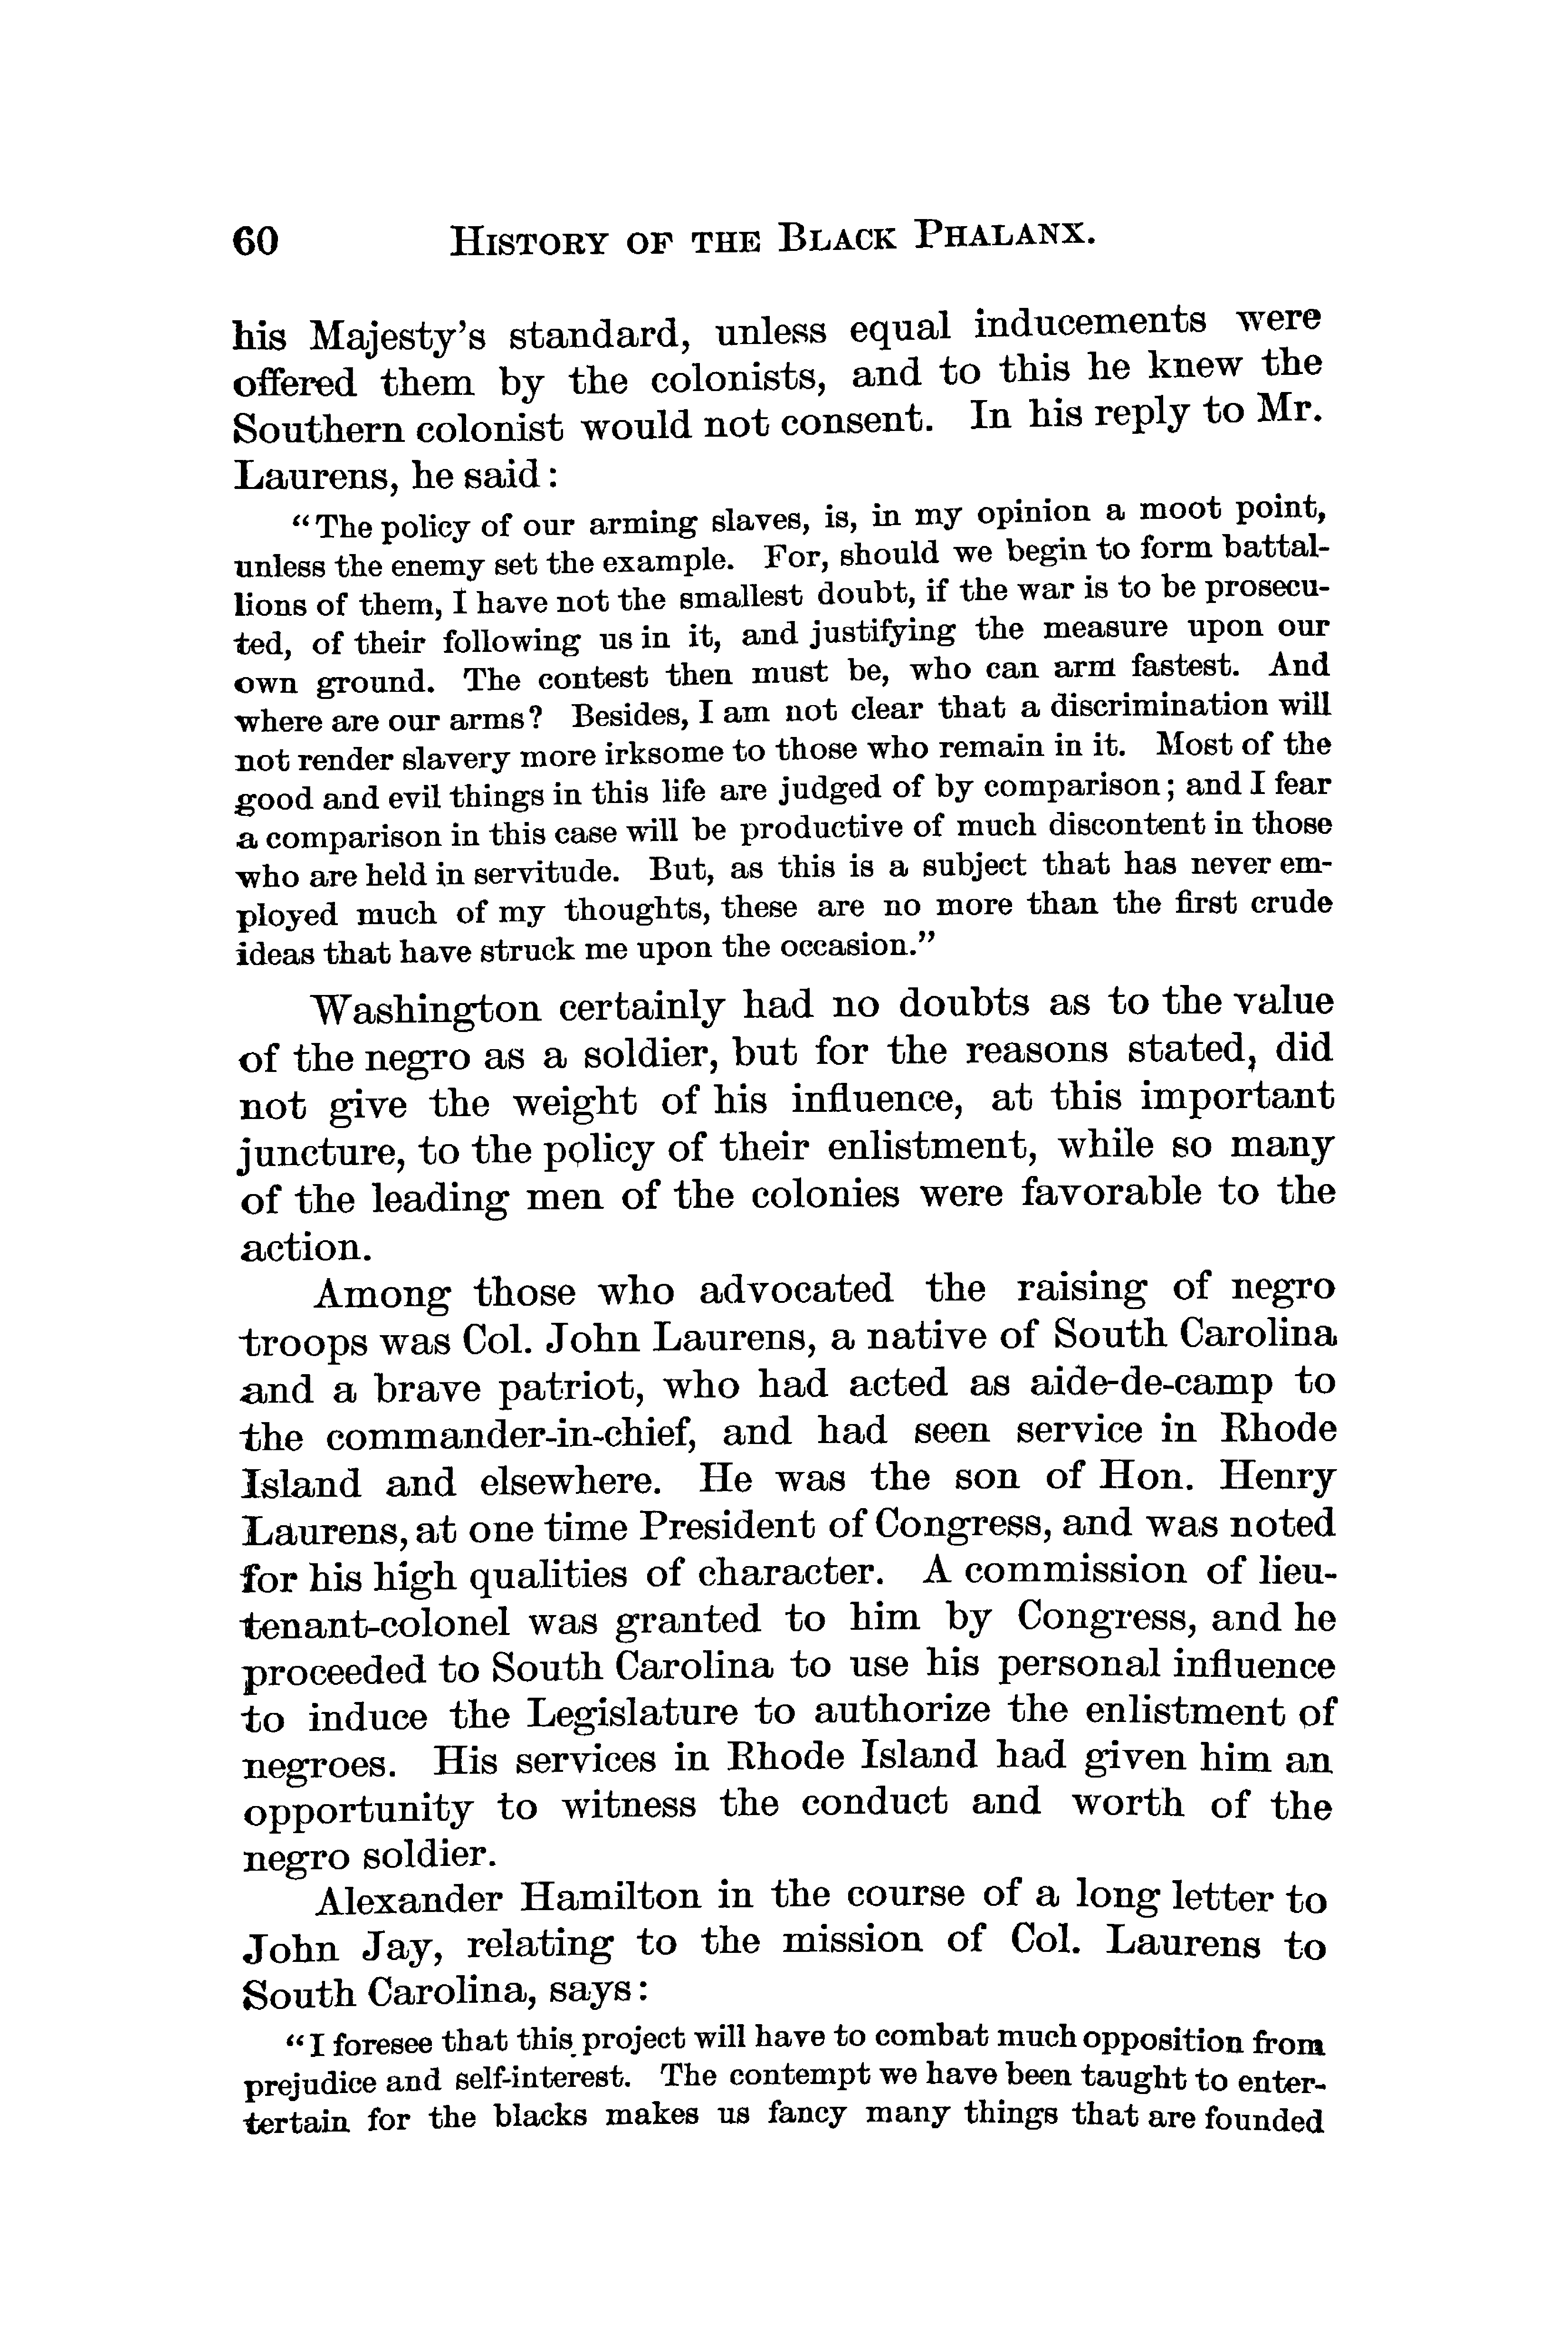 60 HISTORY OF THE BLACK PHALANX.
his Majesty's standard, unless equal inducements were
offered them by the colonists, and to this he knew the
Southern colonist would not consent. In his reply to Mr.
Laurens, he said:
"The policy of our arming slaves, is, in my opinion a moot point,
unless the enemy set the example. For, should we begin to form battal-
lions of them, I have not the smallest doubt, if the war is to be prosecu-
ted, of their following us in it, and justifying the measure upon our
own ground. The contest then must be, who can arm fastest. And
where are our arms? Besides, I am not clear that a discrimination will
not render slavery more irksome to those who remain in it. Most of the
good and evil things in this life are judged of by comparison; and I fear
a comparison in this case will be productive of much discontent in those
who are held in servitude. But, as this is a subject that has never em-
ployed much of my thoughts, these are no more than the first crude
ideas that have struck me upon the occasion."
Washington certainly had no doubts as to the value
of the negro as a soldier, but for the reasons stated, did
not give the weight of his influence, at this important
juncture, to the policy of their enlistment, while so many
of the leading men of the colonies were favorable to the
action.
Among those who advocated the raising of negro
troops was Col. John Laurens, a native of South Carolina
and a brave patriot, who had acted as aide-de-camp to
the commander-in-chief, and had seen service in Rhode
Island and elsewhere. He was the son of Hon. Henry
Laurens, at one time President of Congress, and was noted
for his high qualities of character. A commission of lieu-
tenant-colonel was granted to him by Congress, and he
proceeded to South Carolina to use his personal influence
to induce the Legislature to authorize the enlistment of
negroes. His services in Rhode Island had given him an
opportunity to witness the conduct and worth of the
negro soldier.
Alexander Hamilton in the course of a long letter to
John Jay, relating to the mission of Col. Laurens to
South Carolina, says:
"I foresee that this project will have to combat much opposition from
prejudice and self-interest. The contempt we have been taught to enter-
tertain for the blacks makes us fancy many things that are founded